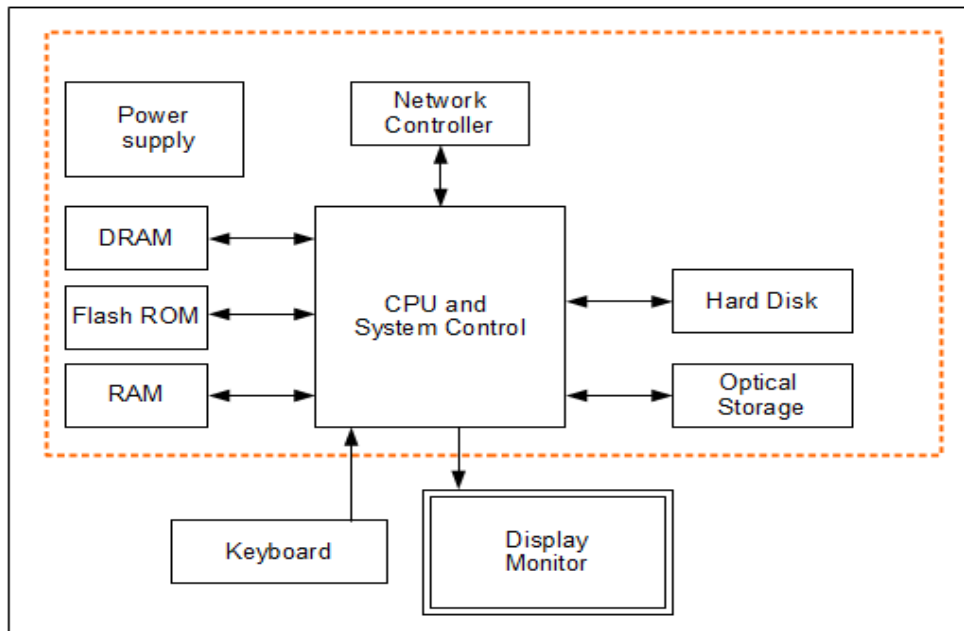 Power
supply
Network
Controller
DRAM
Flash ROM
RAM
CPU and
System Control
Hard Disk
Optical
Storage
Keyboard
Display
Monitor